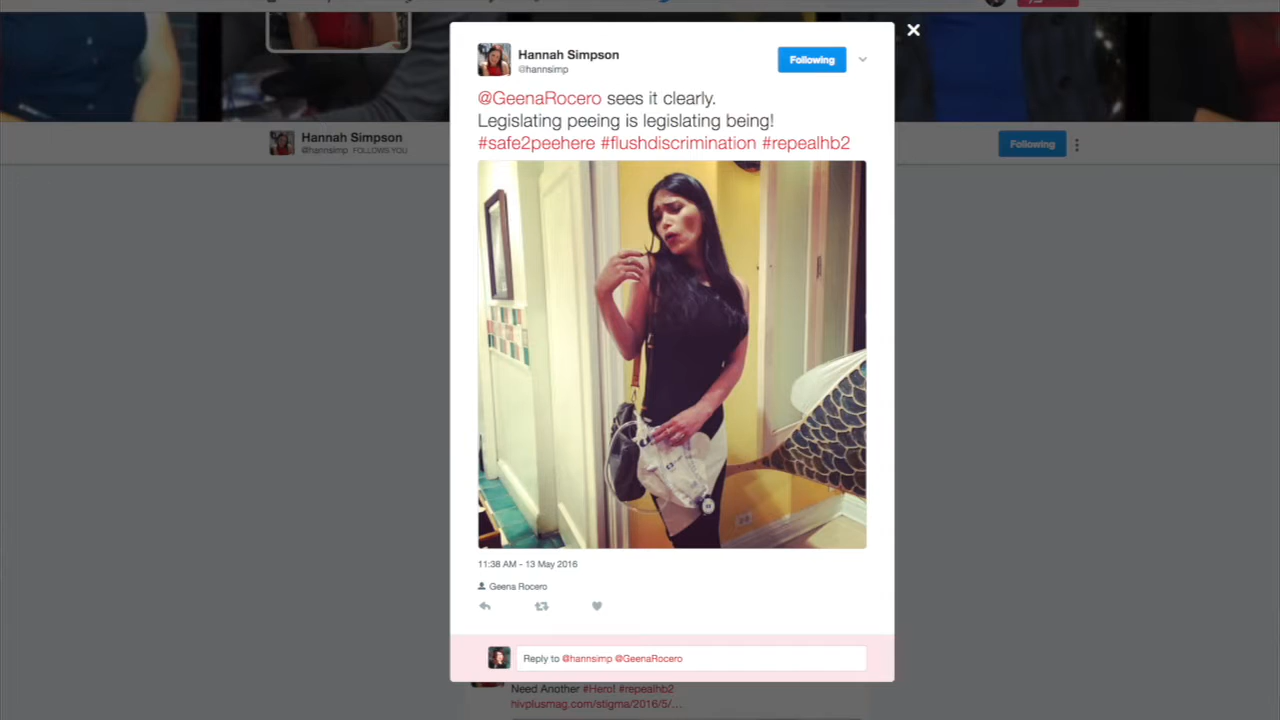 Hannah Simpson
@hannsimp
Following
@GeenaRocero sees it clearly.
Legislating peeing is legislating being!
#safe2peehere #flushdiscrimination #repealhb2
Hannah Simpson
@hannsimp FOLLOWS YOU
Following
11:38 AM - 13 May 2016
Geena Rocero
Reply to @hannsimp @GeenaRocero
Need Another #Hero! #repealhb2
hivplusmag.com/stigma/2016/5/…